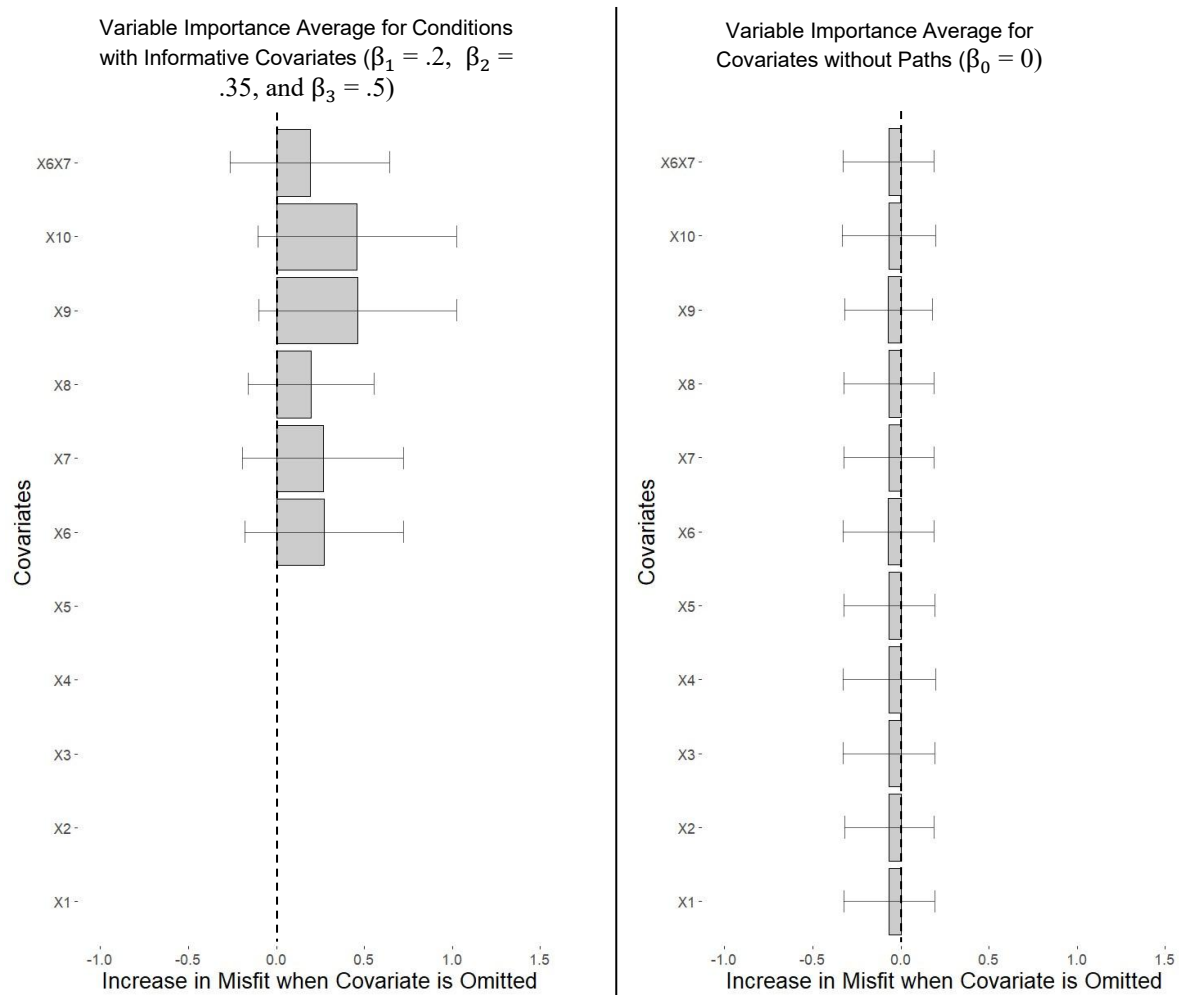 Variable Importance Average for Conditions
with Informative Covariates (β₁ = .2, β₂ =
.35, and β₃ = .5)
X6X7
X10
X9
X8
X7
X6
X5
X4
X3
X2
X1
Covariates
-1.0 -0.5 0.0 0.5 1.0 1.5
Increase in Misfit when Covariate is Omitted
Variable Importance Average for
Covariates without Paths (β₀ = 0)
X6X7
X10
X9
X8
X7
X6
X5
X4
X3
X2
X1
Covariates
-1.0 -0.5 0.0 0.5 1.0 1.5
Increase in Misfit when Covariate is Omitted